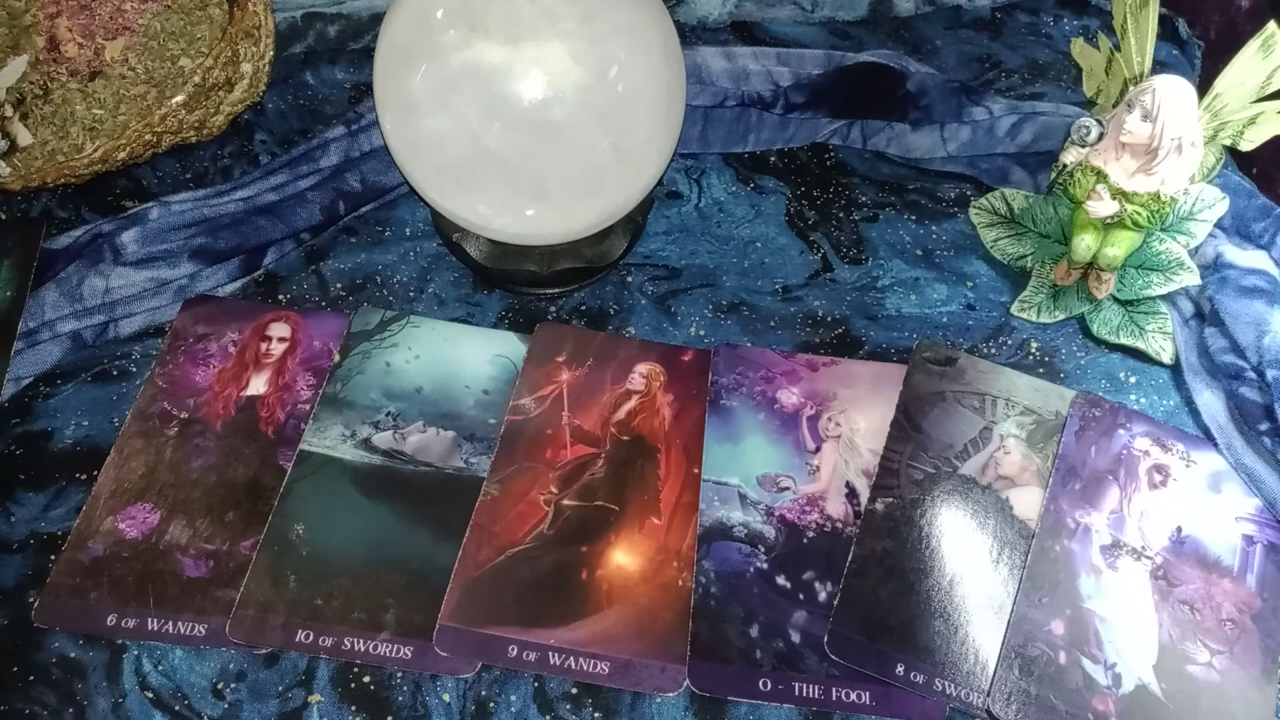 6 OF WANDS
10 OF SWORDS
9 OF WANDS
0 - THE FOOL
8 OF SWOR